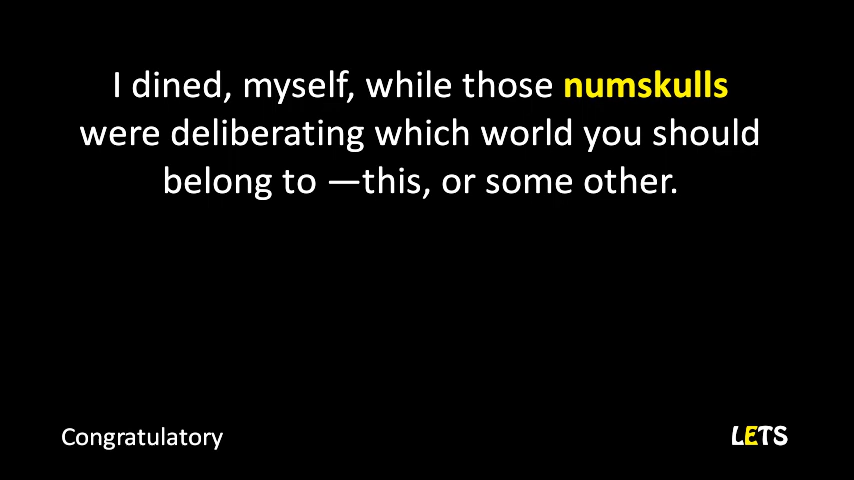 I dined, myself, while those numskulls
were deliberating which world you should
belong to —this, or some other.
Congratulatory
LETS